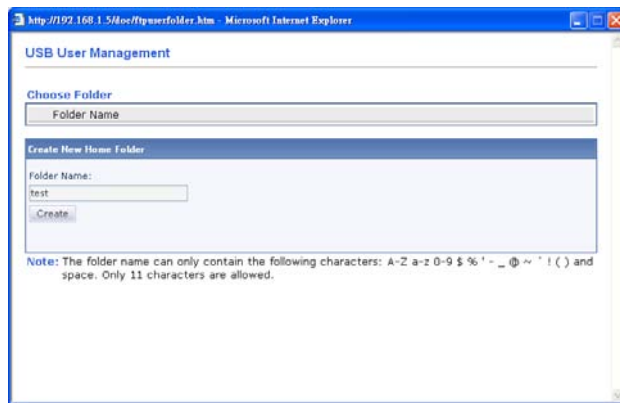 http://192.168.1.5/doc/ftpuserfolder.htm - Microsoft Internet Explorer
USB User Management
Choose Folder
Folder Name
Create New Home Folder
Folder Name:
test
Create
Note: The folder name can only contain the following characters: A-Z a-z 0-9 $ % ' - _ @ ~ ` ! ( ) and
space. Only 11 characters are allowed.